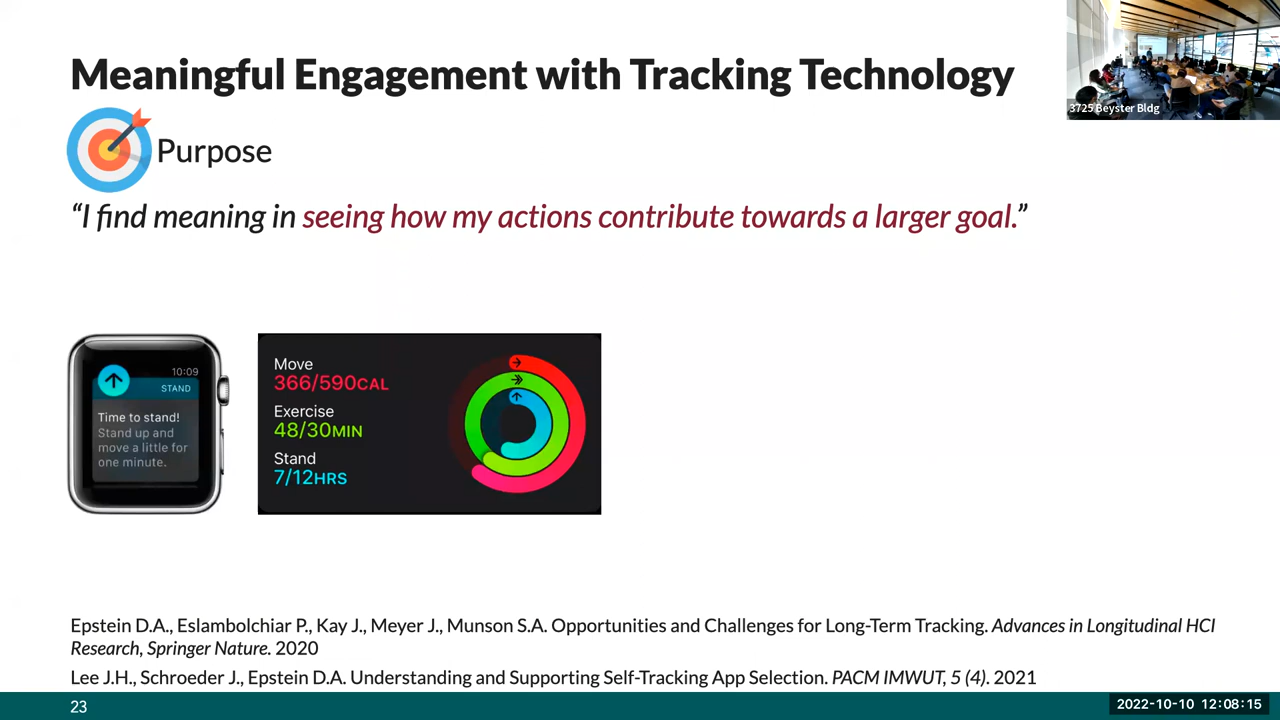 Meaningful Engagement with Tracking Technology
3725 Beyster Bldg
Purpose
“I find meaning in seeing how my actions contribute towards a larger goal.”
10:09
STAND
Time to stand!
Stand up and
move a little for
one minute.
Move
366/590CAL
Exercise
48/30MIN
Stand
7/12HRS
Epstein D.A., Eslambolchiar P., Kay J., Meyer J., Munson S.A. Opportunities and Challenges for Long-Term Tracking. Advances in Longitudinal HCI
Research, Springer Nature. 2020
Lee J.H., Schroeder J., Epstein D.A. Understanding and Supporting Self-Tracking App Selection. PACM IMWUT, 5 (4). 2021
23
2022-10-10 12:08:15